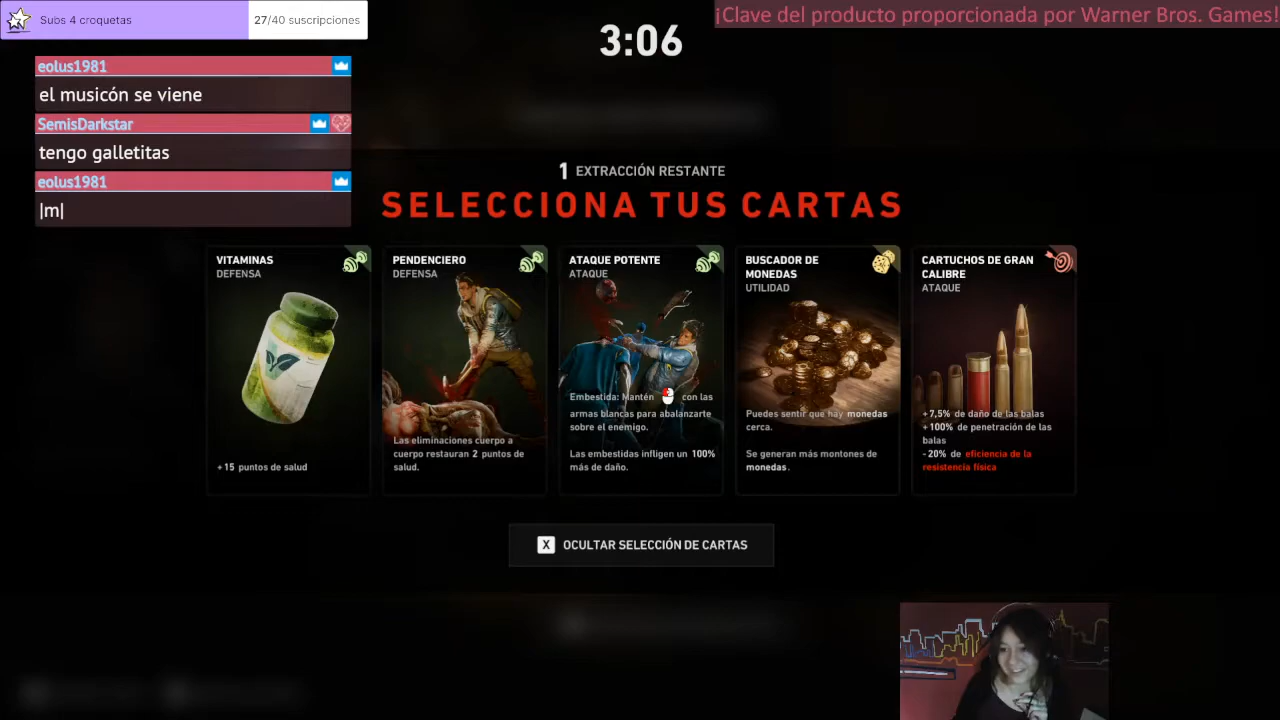 Subs 4 croquetas
27/40 suscripciones
¡Clave del producto proporcionada por Warner Bros. Games!
3:06
eolus1981
el musicón se viene
SemisDarkstar
tengo galletitas
eolus1981
|m|
1 EXTRACCIÓN RESTANTE
SELECCIONA TUS CARTAS
VITAMINAS
DEFENSA
+15 puntos de salud
PENDENCIERO
DEFENSA
Las eliminaciones cuerpo a
cuerpo restauran 2 puntos de
salud.
ATAQUE POTENTE
ATAQUE
Embestida: Mantén con las
armas blancas para abalanzarte
sobre el enemigo.
Las embestidas infligen un 100%
más de daño.
BUSCADOR DE
MONEDAS
UTILIDAD
Puedes sentir que hay monedas
cerca.
Se generan más montones de
monedas.
CARTUCHOS DE GRAN
CALIBRE
ATAQUE
+7,5% de daño de las balas
+100% de penetración de las
balas
-20% de eficiencia de la
resistencia física
X OCULTAR SELECCIÓN DE CARTAS